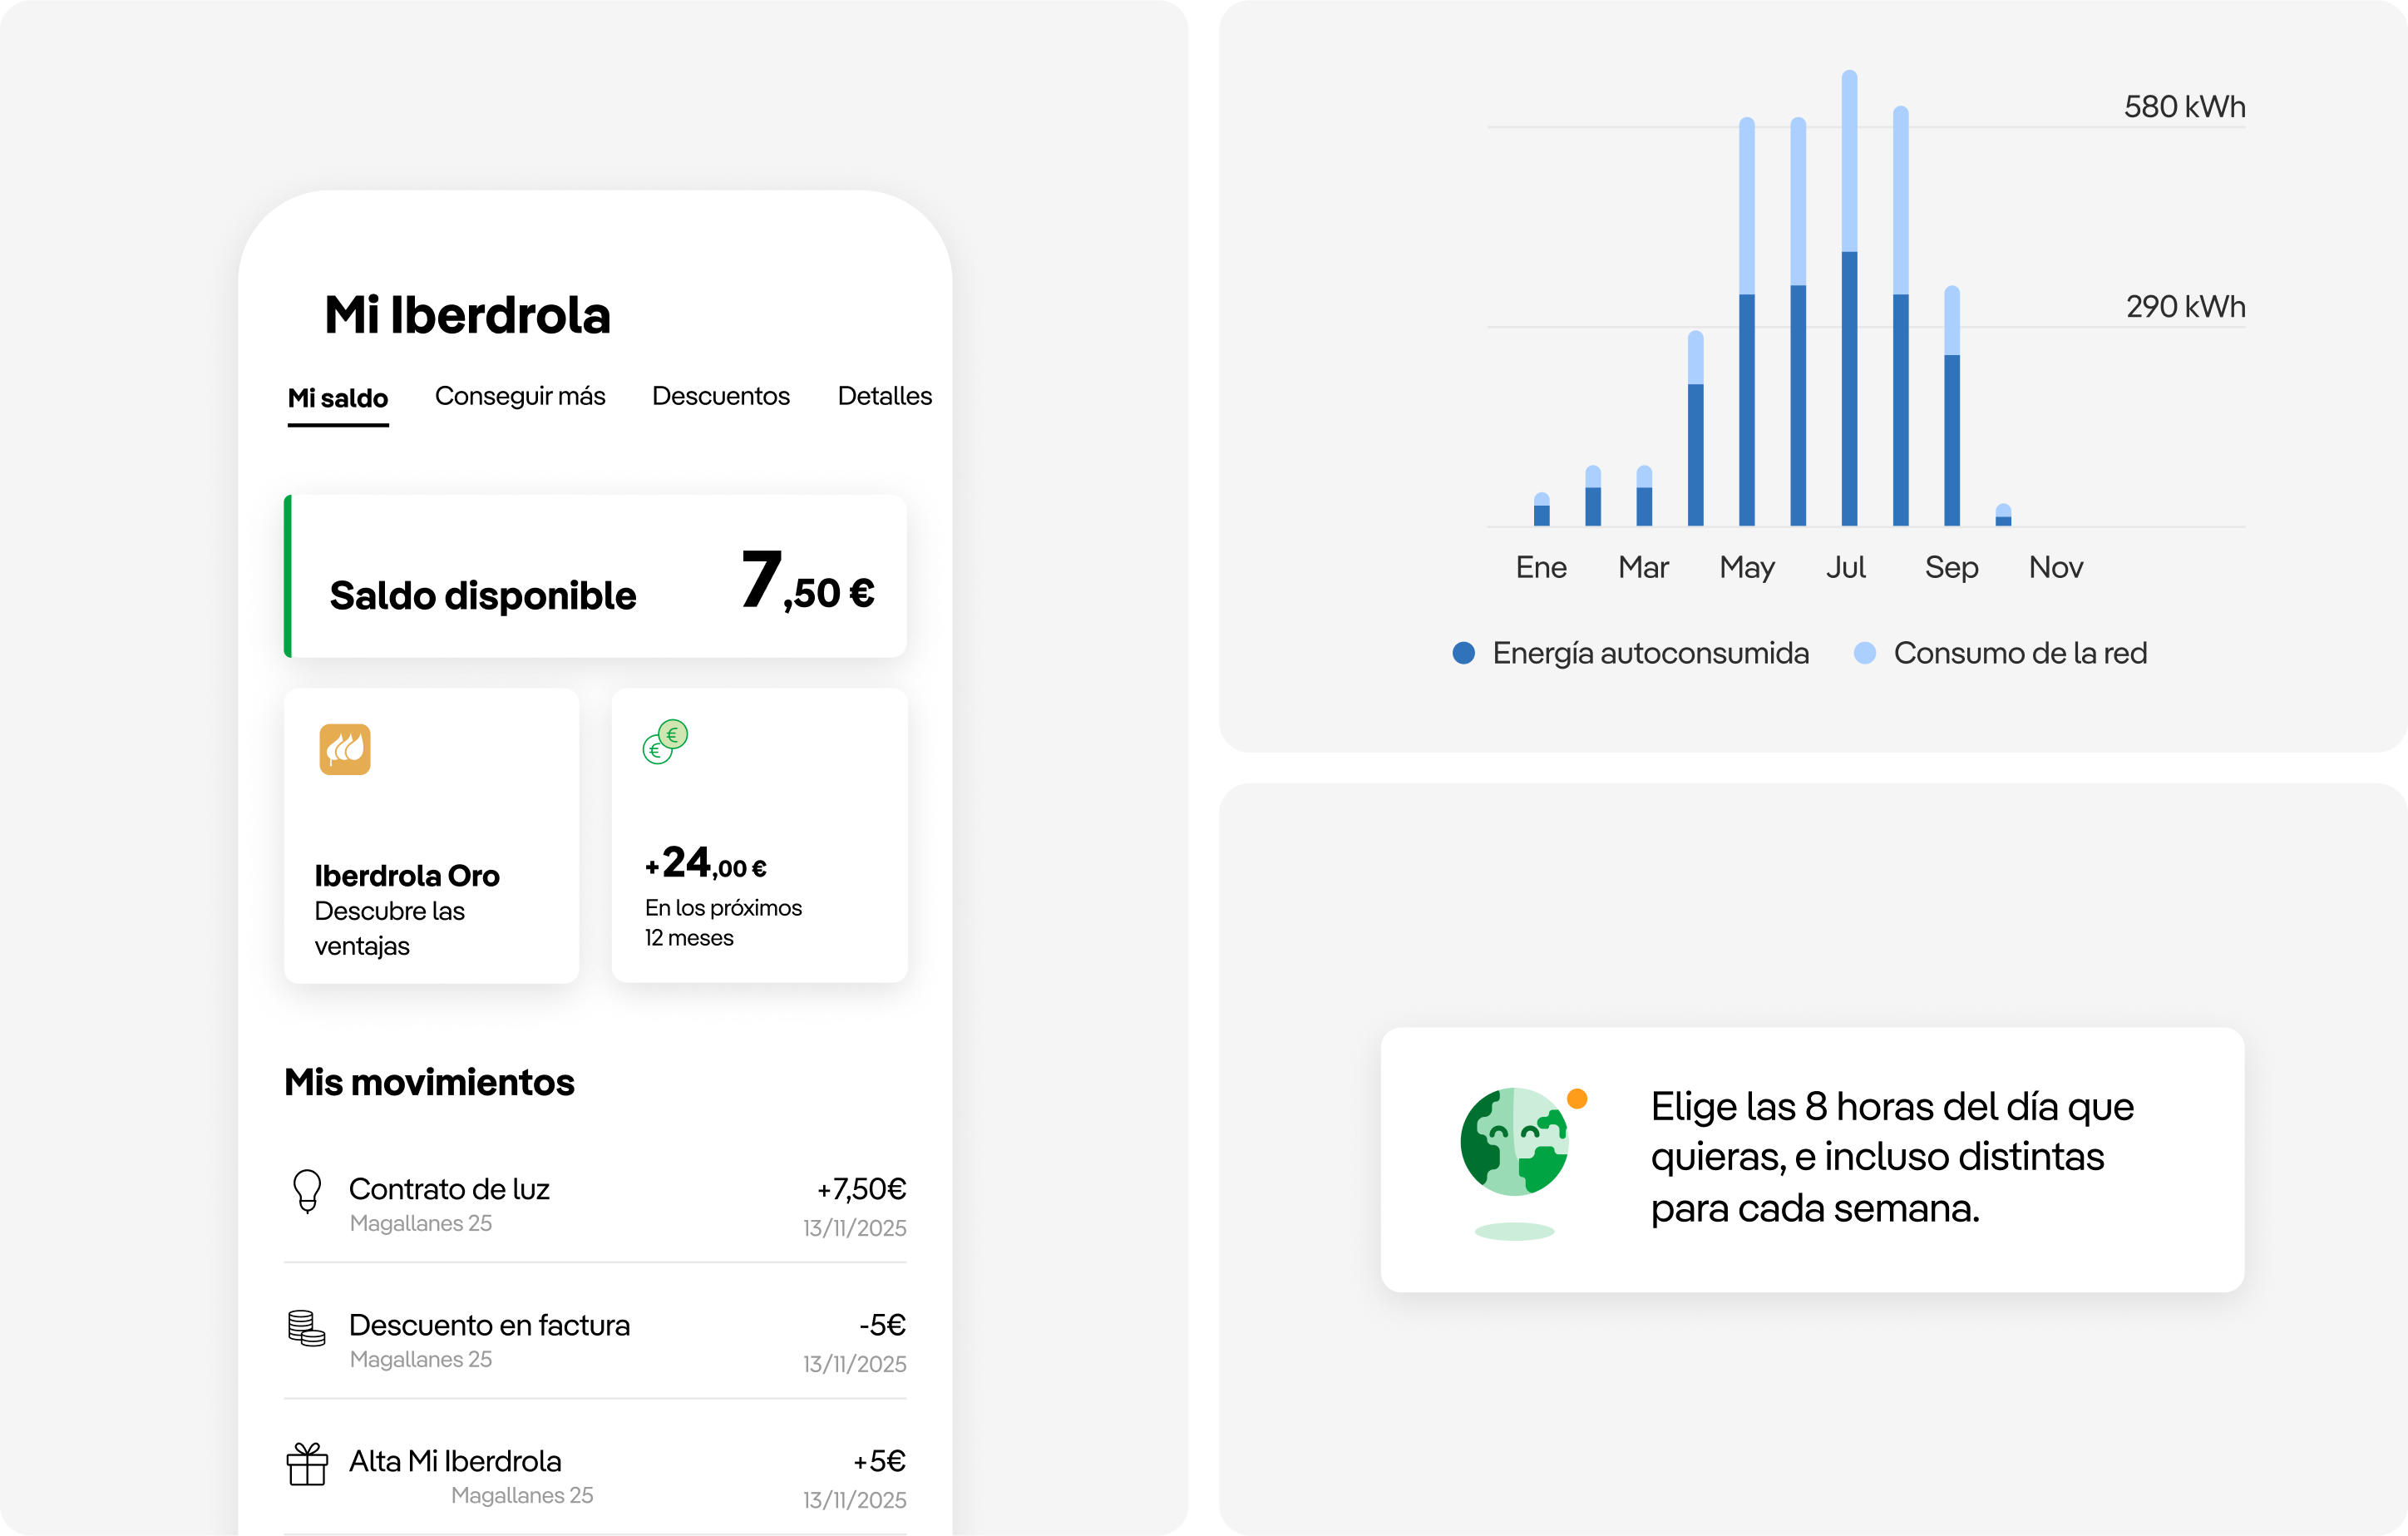 Mi Iberdrola
Mi saldo Conseguir más Descuentos Detalles
Saldo disponible 7,50 €
Iberdrola Oro
Descubre las
ventajas
+24,00 €
En los próximos
12 meses
Mis movimientos
Contrato de luz +7,50€
Magallanes 25 13/11/2025
Descuento en factura -5€
Magallanes 25 13/11/2025
Alta Mi Iberdrola +5€
Magallanes 25 13/11/2025
580 kWh
290 kWh
Ene Mar May Jul Sep Nov
Energía autoconsumida Consumo de la red
Elige las 8 horas del día que
quieras, e incluso distintas
para cada semana.